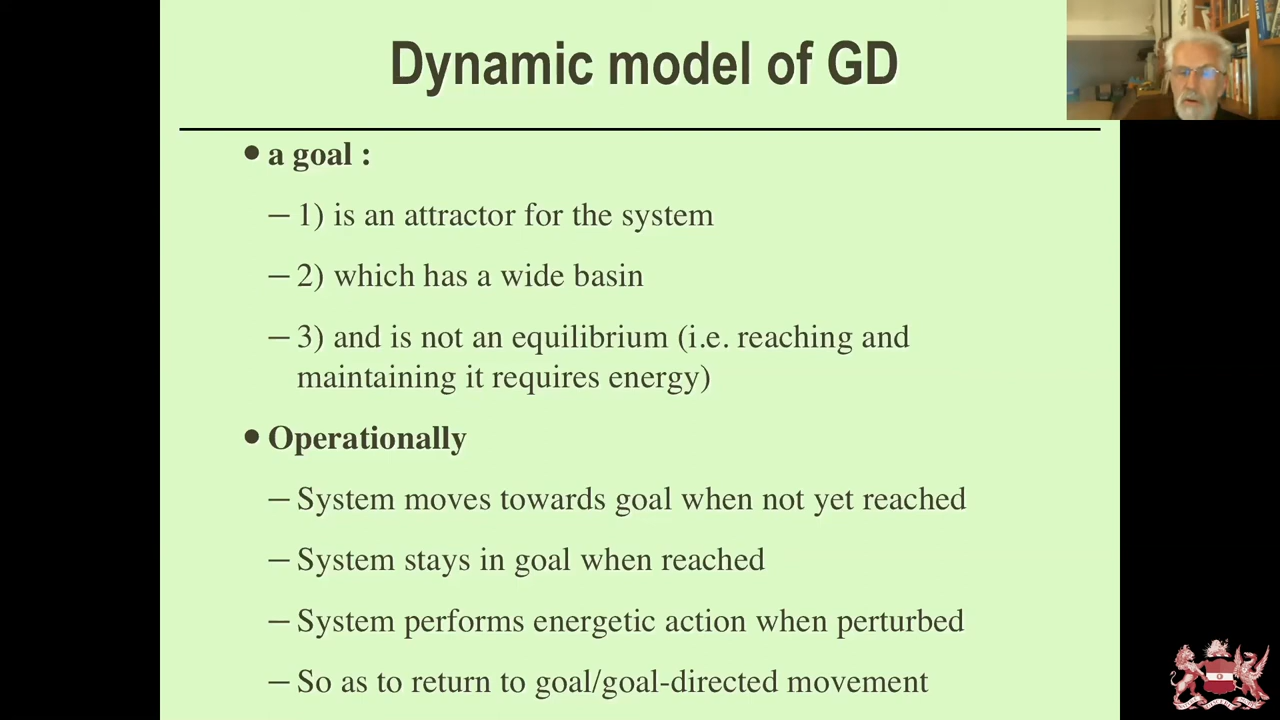 Dynamic model of GD
• a goal :
– 1) is an attractor for the system
– 2) which has a wide basin
– 3) and is not an equilibrium (i.e. reaching and
maintaining it requires energy)
• Operationally
– System moves towards goal when not yet reached
– System stays in goal when reached
– System performs energetic action when perturbed
– So as to return to goal/goal-directed movement